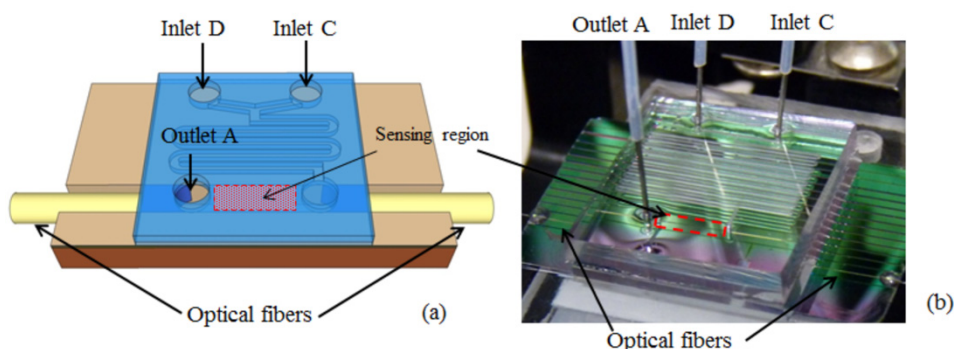 Inlet D
Inlet C
Outlet A
Sensing region
Optical fibers
(a)
Outlet A
Inlet D
Inlet C
Optical fibers
(b)